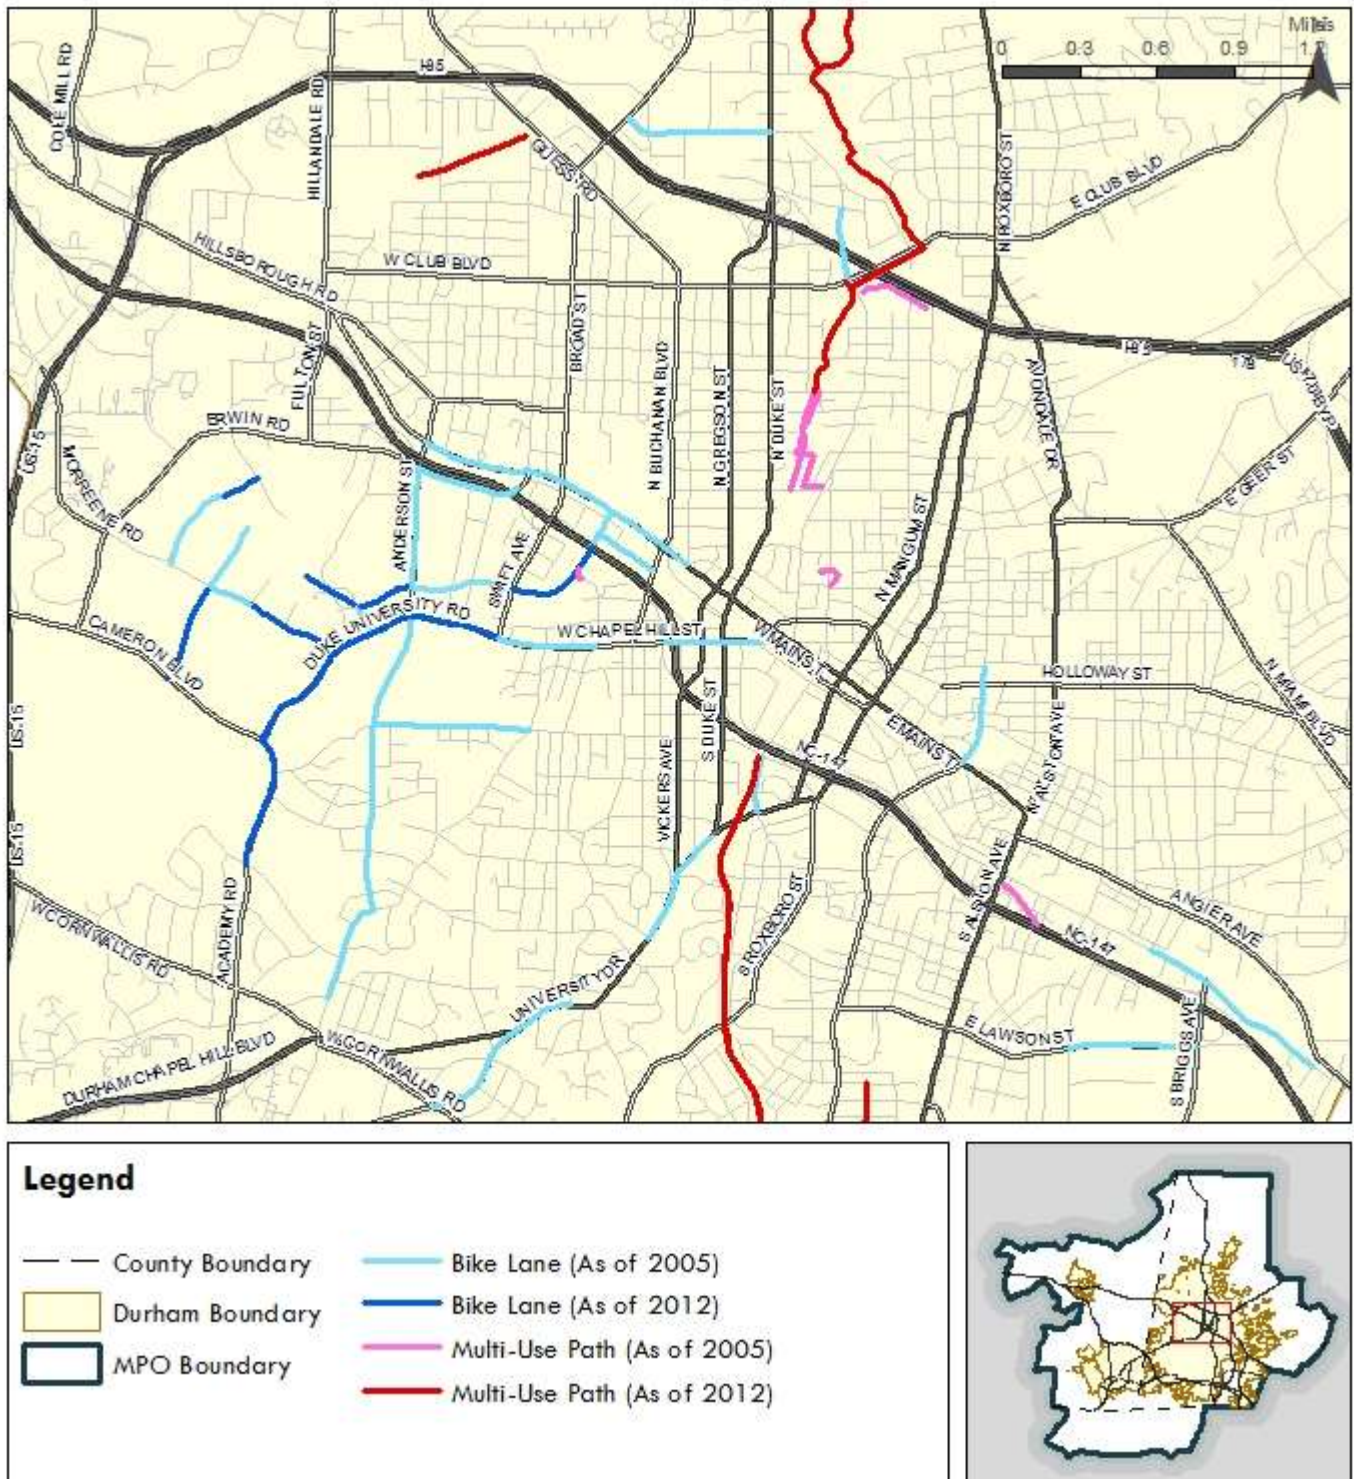 Miles
N
0 0.3 0.6 0.9 1.2
COLE MILL RD
I-85
HILLANDALE RD
GUESS RD
N ROXBORO ST
E CLUB BLVD
HILLSBOROUGH RD
W CLUB BLVD
BROAD ST
FULTON ST
N BUCHANAN BLVD
N GREGSON ST
N DUKE ST
AVONDALE DR
I-85
I 78
US-15
ERWIN RD
MORREENE RD
ANDERSON ST
E GEER ST
N MANGUM ST
SWIFT AVE
CAMERON BLVD
DUKE UNIVERSITY RD
W CHAPEL HILL ST
W MAIN ST
HOLLOWAY ST
N MIAMI BLVD
US-15
S DUKE ST
VICKERS AVE
NC-147
E MAIN ST
N ALSTON AVE
US-15
W CORNWALLIS RD
ACADEMY RD
S ROXBORO ST
S ALSTON AVE
ANGIER AVE
NC-147
UNIVERSITY DR
E LAWSON ST
S BRIGGS AVE
DURHAM CHAPEL HILL BLVD
W CORNWALLIS RD
Legend
County Boundary
Durham Boundary
MPO Boundary
Bike Lane (As of 2005)
Bike Lane (As of 2012)
Multi-Use Path (As of 2005)
Multi-Use Path (As of 2012)